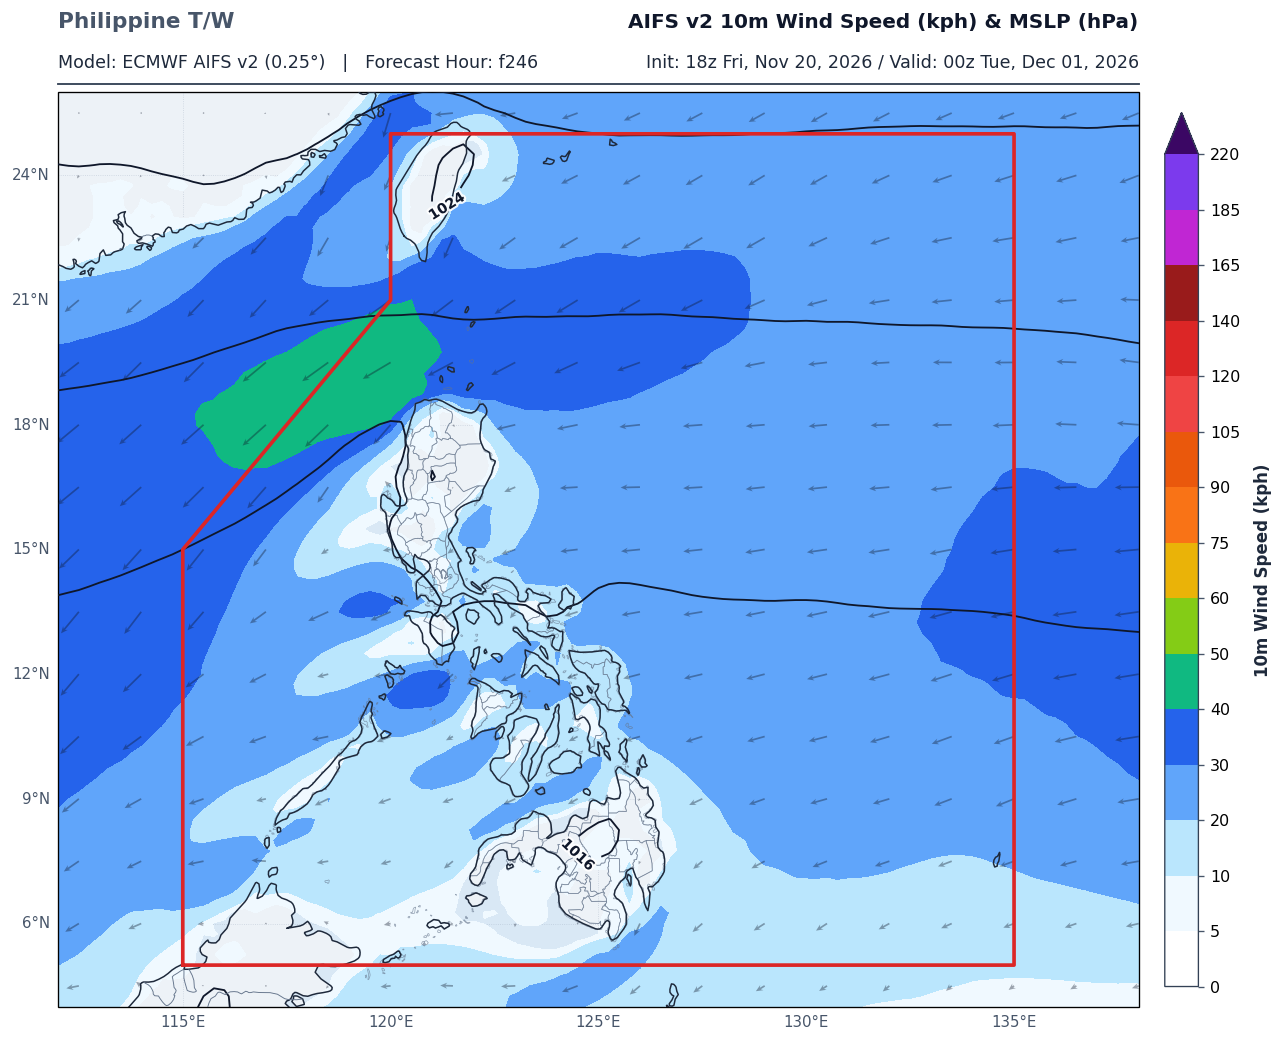 Philippine T/W
AIFS v2 10m Wind Speed (kph) & MSLP (hPa)
Model: ECMWF AIFS v2 (0.25°) | Forecast Hour: f246
Init: 18z Fri, Nov 20, 2026 / Valid: 00z Tue, Dec 01, 2026
24°N
21°N
18°N
15°N
12°N
9°N
6°N
115°E
120°E
125°E
130°E
135°E
1024
1016
220
185
165
140
120
105
90
75
60
50
40
30
20
10
5
0
10m Wind Speed (kph)